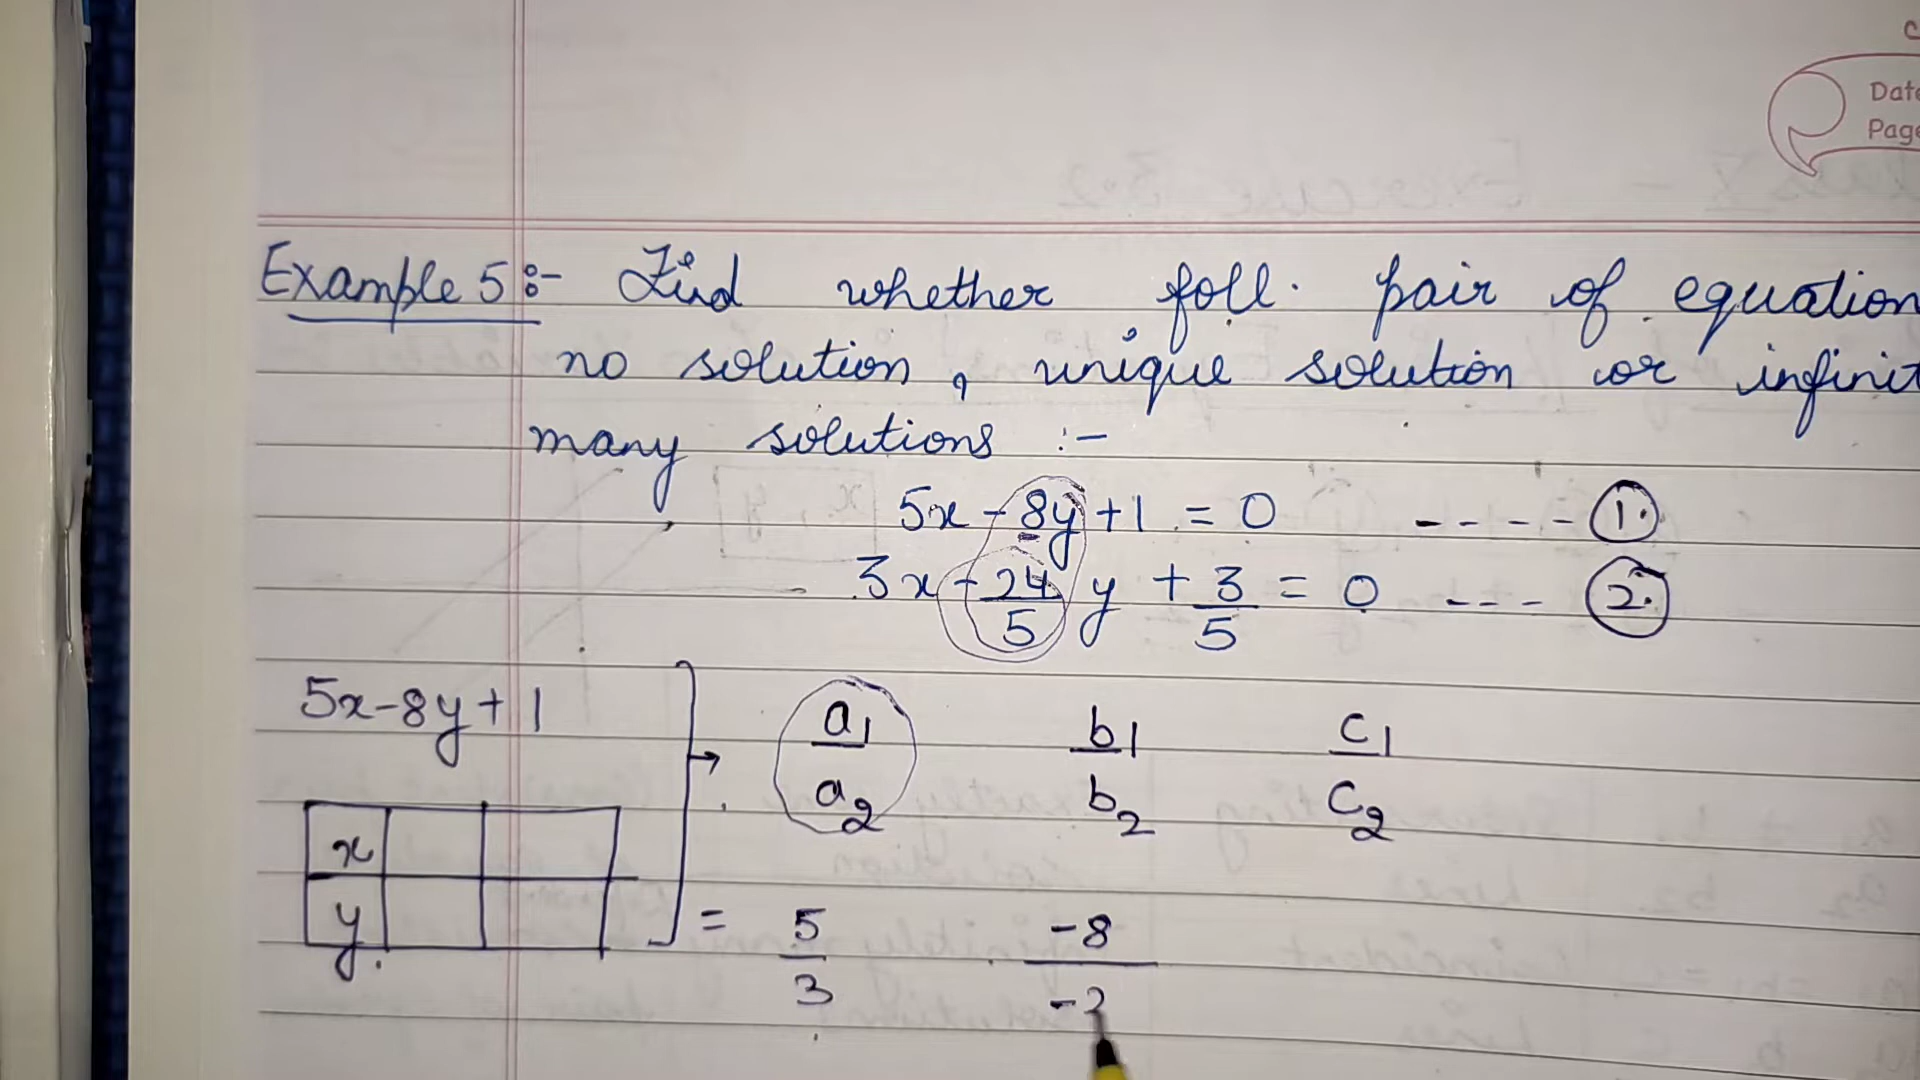 Date
Page
Example 5:- Find whether foll. pair of equation
no solution, unique solution or infinit
many solutions :-
5x - 8y + 1 = 0 ---- 1.
3x - 24/5 y + 3/5 = 0 --- 2.
5x-8y+1 → a1/a2 b1/b2 c1/c2
x
y.
= 5/3 -8/-2